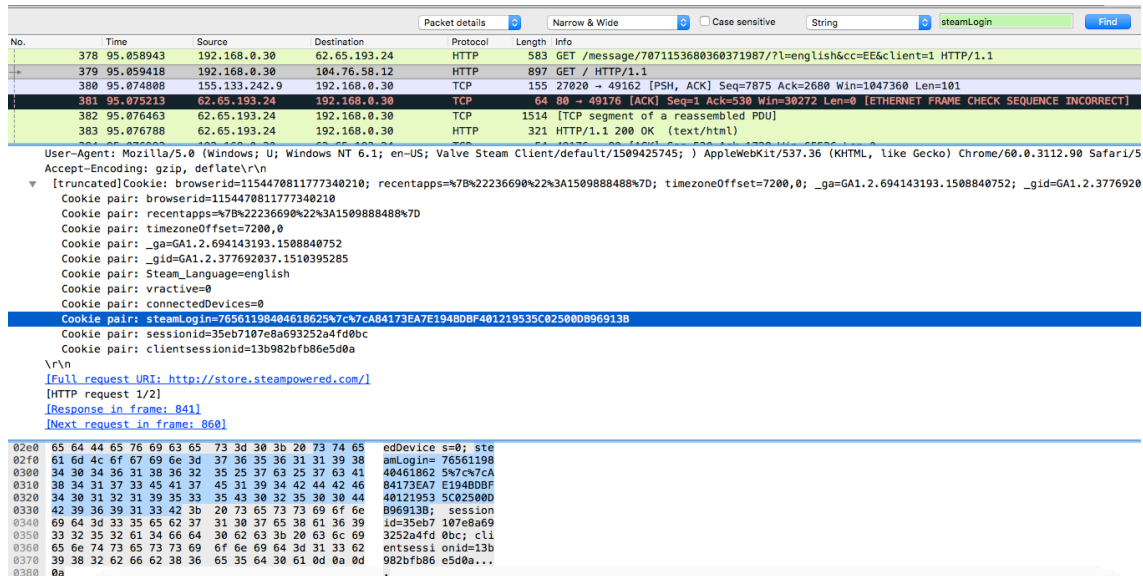 Packet details Narrow & Wide Case sensitive String steamLogin Find
No. Time Source Destination Protocol Length Info
378 95.058943 192.168.0.30 62.65.193.24 HTTP 583 GET /message/7071153680360371987/?l=english&cc=EE&client=1 HTTP/1.1
379 95.059418 192.168.0.30 104.76.58.12 HTTP 897 GET / HTTP/1.1
380 95.074808 155.133.242.9 192.168.0.30 TCP 155 27020 → 49162 [PSH, ACK] Seq=7875 Ack=2680 Win=1047360 Len=101
381 95.075213 62.65.193.24 192.168.0.30 TCP 64 80 → 49176 [ACK] Seq=1 Ack=530 Win=30272 Len=0 [ETHERNET FRAME CHECK SEQUENCE INCORRECT]
382 95.076463 62.65.193.24 192.168.0.30 TCP 1514 [TCP segment of a reassembled PDU]
383 95.076788 62.65.193.24 192.168.0.30 HTTP 321 HTTP/1.1 200 OK (text/html)
User-Agent: Mozilla/5.0 (Windows; U; Windows NT 6.1; en-US; Valve Steam Client/default/1509425745; ) AppleWebKit/537.36 (KHTML, like Gecko) Chrome/60.0.3112.90 Safari/5
Accept-Encoding: gzip, deflate\r\n
[truncated]Cookie: browserid=1154470811777340210; recentapps=%7B%22236690%22%3A1509888488%7D; timezoneOffset=7200,0; _ga=GA1.2.694143193.1508840752; _gid=GA1.2.3776920
Cookie pair: browserid=1154470811777340210
Cookie pair: recentapps=%7B%22236690%22%3A1509888488%7D
Cookie pair: timezoneOffset=7200,0
Cookie pair: _ga=GA1.2.694143193.1508840752
Cookie pair: _gid=GA1.2.377692037.1510395285
Cookie pair: Steam_Language=english
Cookie pair: vractive=0
Cookie pair: connectedDevices=0
Cookie pair: steamLogin=76561198404618625%7c%7cA84173EA7E194BDBF401219535C02500DB96913B
Cookie pair: sessionid=35eb7107e8a693252a4fd0bc
Cookie pair: clientsessionid=13b982bfb86e5d0a
\r\n
[Full request URI: http://store.steampowered.com/]
[HTTP request 1/2]
[Response in frame: 841]
[Next request in frame: 860]
02e0 65 64 44 65 76 69 63 65 73 3d 30 3b 20 73 74 65 edDevice s=0; ste
02f0 61 6d 4c 6f 67 69 6e 3d 37 36 35 36 31 31 39 38 amLogin= 76561198
0300 34 30 34 36 31 38 36 32 35 25 37 63 25 37 63 41 40461862 5%7c%7cA
0310 38 34 31 37 33 45 41 37 45 31 39 34 42 44 42 46 84173EA7 E194BDBF
0320 34 30 31 32 31 39 35 33 35 43 30 32 35 30 30 44 40121953 5C02500D
0330 42 39 36 39 31 33 42 3b 20 73 65 73 73 69 6f 6e B96913B; session
0340 69 64 3d 33 35 65 62 37 31 30 37 65 38 61 36 39 id=35eb7 107e8a69
0350 33 32 35 32 61 34 66 64 30 62 63 3b 20 63 6c 69 3252a4fd 0bc; cli
0360 65 6e 74 73 65 73 73 69 6f 6e 69 64 3d 31 33 62 entsessi onid=13b
0370 39 38 32 62 66 62 38 36 65 35 64 30 61 0d 0a 0d 982bfb86 e5d0a...
0380 0a .